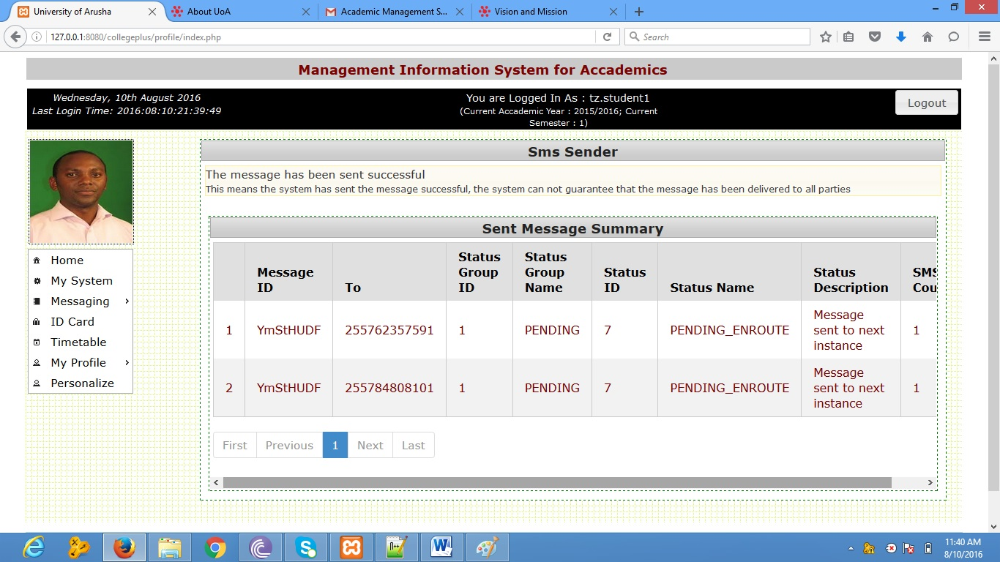 University of Arusha
About UoA
Academic Management S...
Vision and Mission
127.0.0.1:8080/collegeplus/profile/index.php
Search
Management Information System for Accademics
Wednesday, 10th August 2016
Last Login Time: 2016:08:10:21:39:49
You are Logged In As : tz.student1
(Current Accademic Year : 2015/2016; Current
Semester : 1)
Logout
Home
My System
Messaging
ID Card
Timetable
My Profile
Personalize
Sms Sender
The message has been sent successful
This means the system has sent the message successful, the system can not guarantee that the message has been delivered to all parties
Sent Message Summary
Message ID To Status Group ID Status Group Name Status ID Status Name Status Description SMS Cou
1 YmStHUDF 255762357591 1 PENDING 7 PENDING_ENROUTE Message sent to next instance 1
2 YmStHUDF 255784808101 1 PENDING 7 PENDING_ENROUTE Message sent to next instance 1
First Previous 1 Next Last
11:40 AM
8/10/2016